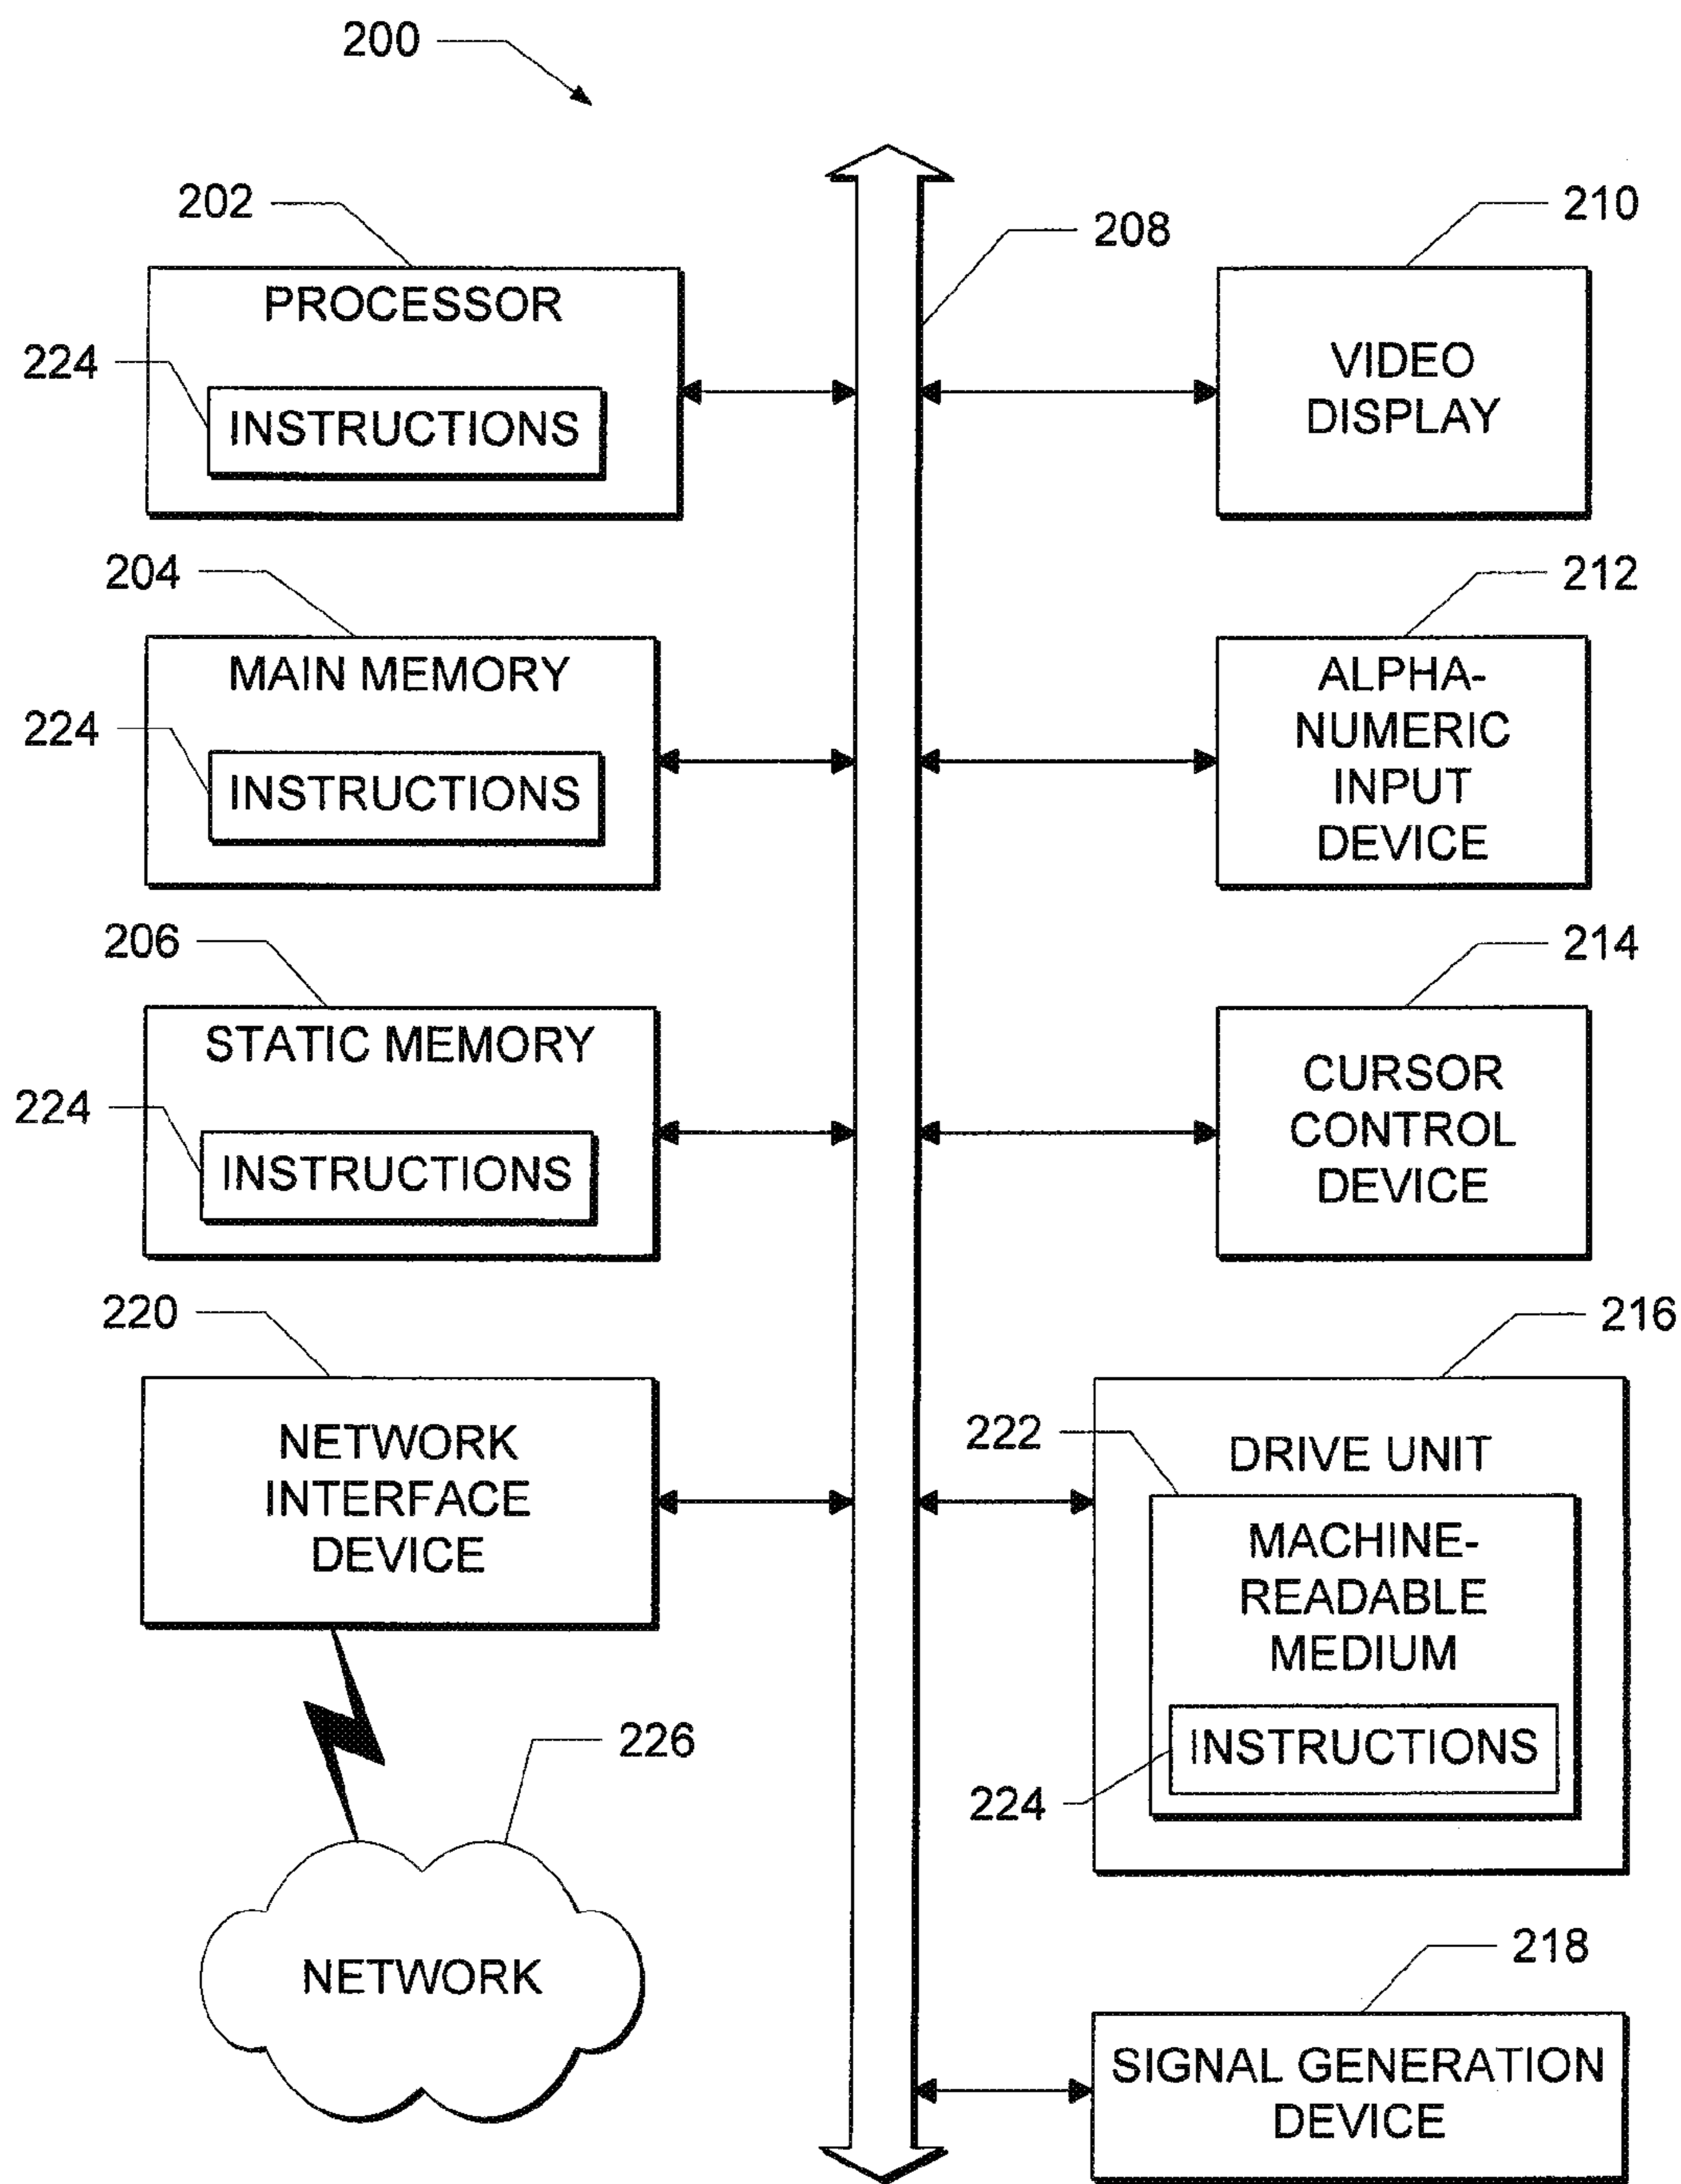 200
202
PROCESSOR
224
INSTRUCTIONS
204
MAIN MEMORY
224
INSTRUCTIONS
206
STATIC MEMORY
224
INSTRUCTIONS
220
NETWORK
INTERFACE
DEVICE
226
NETWORK
208
210
VIDEO
DISPLAY
212
ALPHA-
NUMERIC
INPUT
DEVICE
214
CURSOR
CONTROL
DEVICE
216
DRIVE UNIT
222
MACHINE-
READABLE
MEDIUM
INSTRUCTIONS
224
218
SIGNAL GENERATION
DEVICE